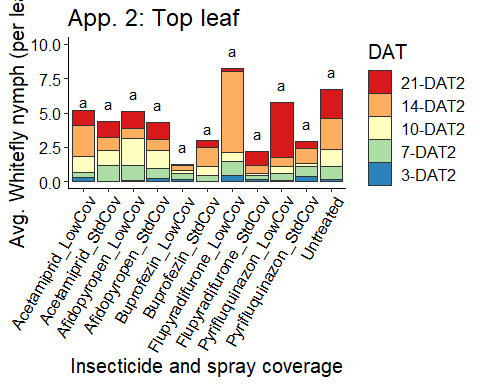 App. 2: Top leaf
Avg. Whitefly nymph (per lea
10.0
7.5
5.0
2.5
0.0
a
a
a
a
a
a
a
a
a
a
a
Acetamiprid_LowCov
Acetamiprid_StdCov
Afidopyropen_LowCov
Afidopyropen_StdCov
Buprofezin_LowCov
Buprofezin_StdCov
Flupyradifurone_LowCov
Flupyradifurone_StdCov
Pyrifluquinazon_LowCov
Pyrifluquinazon_StdCov
Untreated
Insecticide and spray coverage
DAT
21-DAT2
14-DAT2
10-DAT2
7-DAT2
3-DAT2